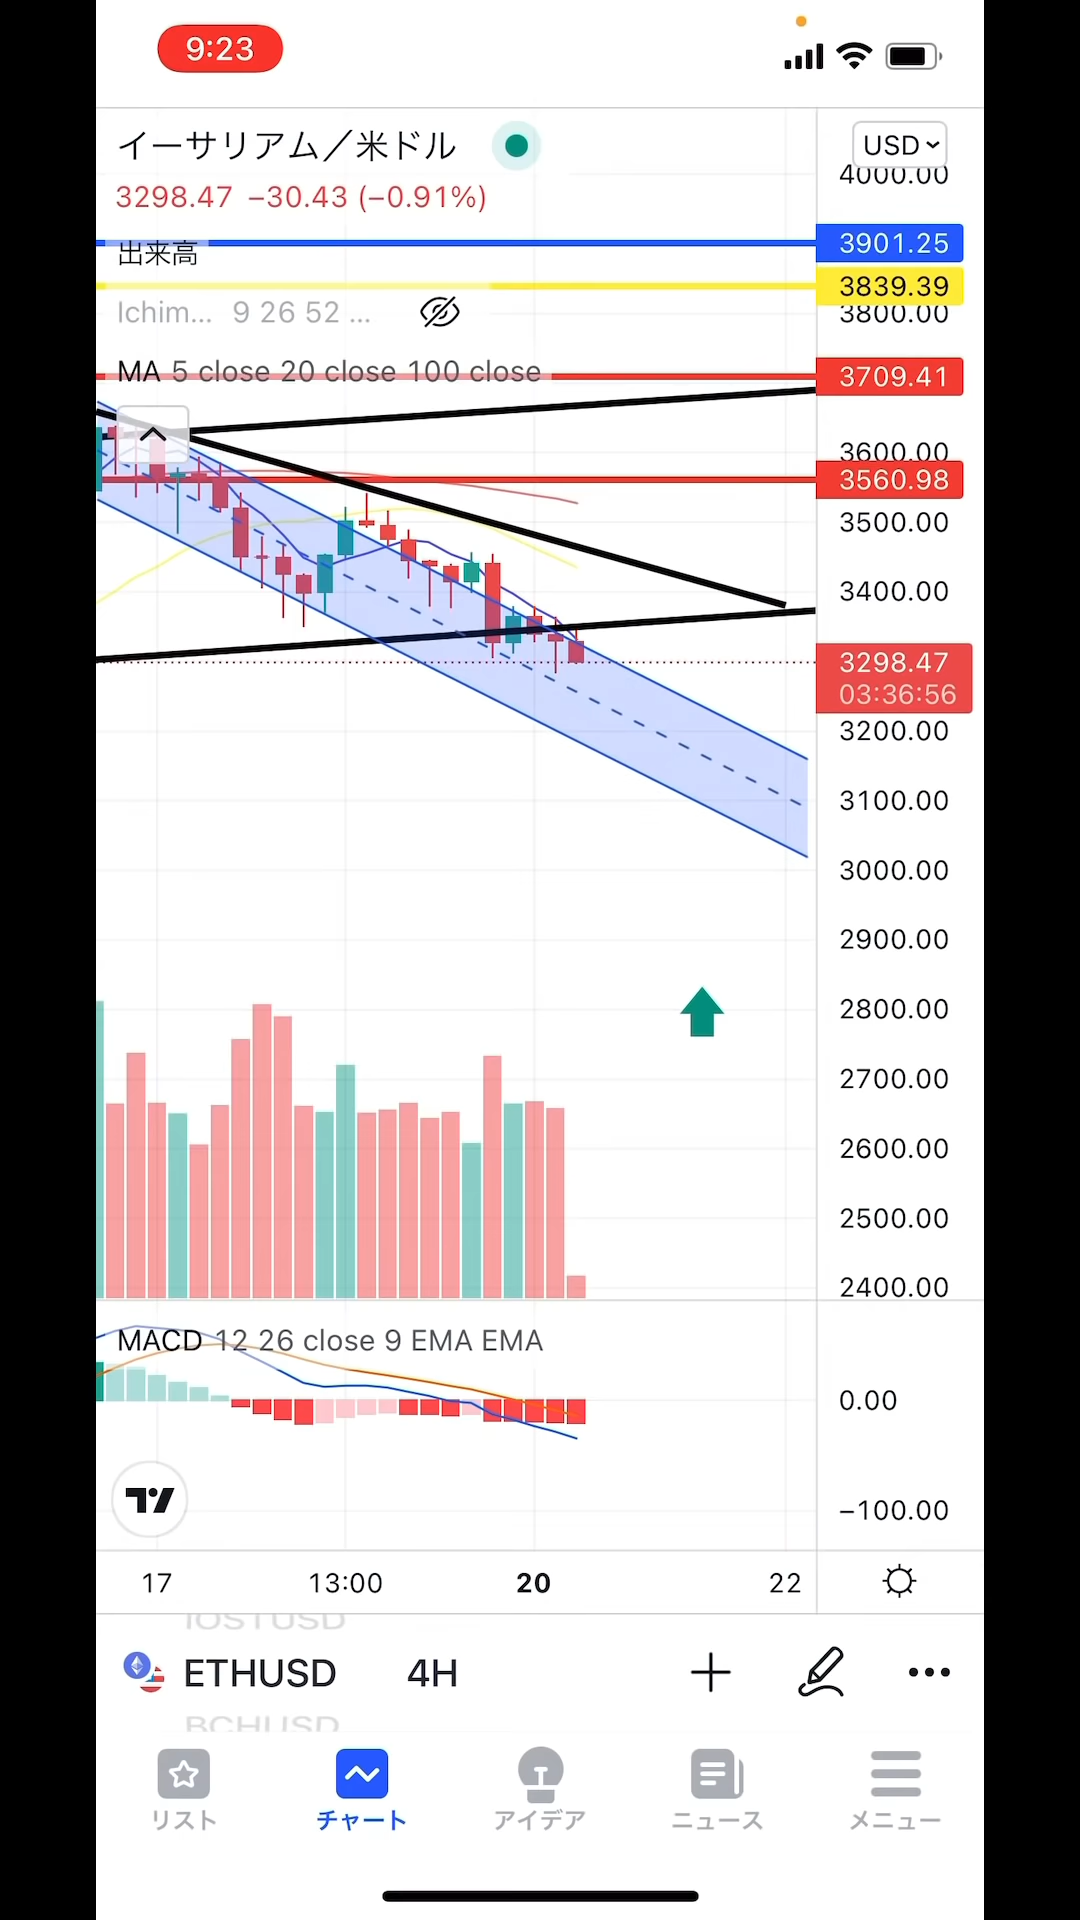 9:23
イーサリアム／米ドル
USD
4000.00
3298.47 −30.43 (−0.91%)
3901.25
出来高
3839.39
Ichim... 9 26 52 ...
3800.00
MA 5 close 20 close 100 close
3709.41
3600.00
3560.98
3500.00
3400.00
3298.47
03:36:56
3200.00
3100.00
3000.00
2900.00
2800.00
2700.00
2600.00
2500.00
2400.00
MACD 12 26 close 9 EMA EMA
0.00
−100.00
17 13:00 20 22
IOSTUSD
ETHUSD 4H
BCHUSD
リスト チャート アイデア ニュース メニュー